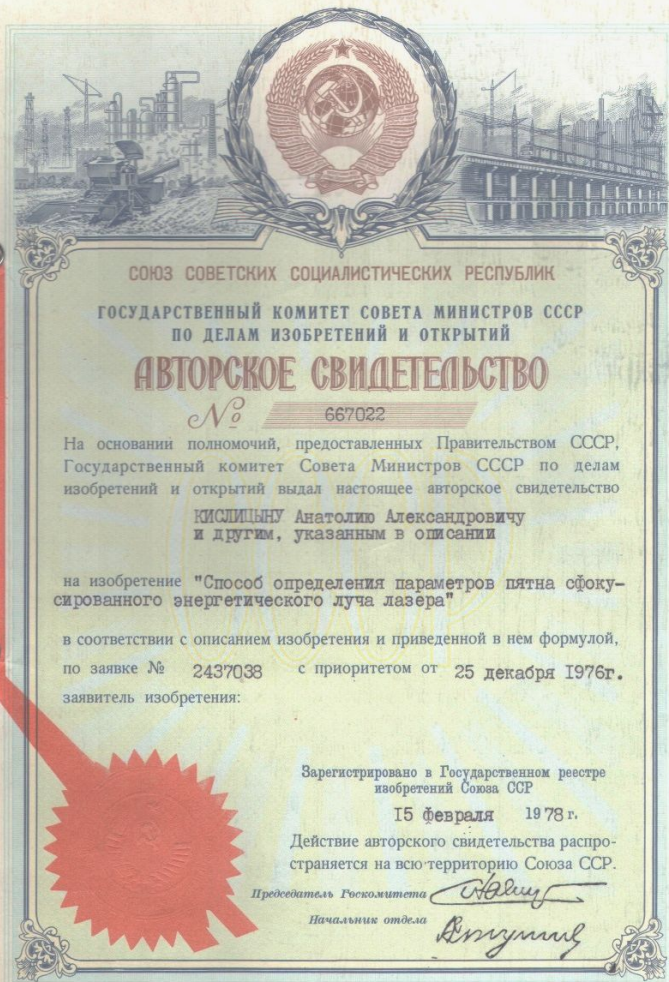 СОЮЗ СОВЕТСКИХ СОЦИАЛИСТИЧЕСКИХ РЕСПУБЛИК
ГОСУДАРСТВЕННЫЙ КОМИТЕТ СОВЕТА МИНИСТРОВ СССР
ПО ДЕЛАМ ИЗОБРЕТЕНИЙ И ОТКРЫТИЙ
АВТОРСКОЕ СВИДЕТЕЛЬСТВО
№ 667022
На основании полномочий, предоставленных Правительством СССР,
Государственный комитет Совета Министров СССР по делам
изобретений и открытий выдал настоящее авторское свидетельство
КИСЛИЦЫНУ Анатолию Александровичу
и другим, указанным в описании
на изобретение "Способ определения параметров пятна сфоку-
сированного энергетического луча лазера"
в соответствии с описанием изобретения и приведенной в нем формулой,
по заявке № 2437038 с приоритетом от 25 декабря 1976г.
заявитель изобретения:
Зарегистрировано в Государственном реестре
изобретений Союза ССР
15 февраля 1978 г.
Действие авторского свидетельства распро-
страняется на всю территорию Союза ССР.
Председатель Госкомитета
Начальник отдела